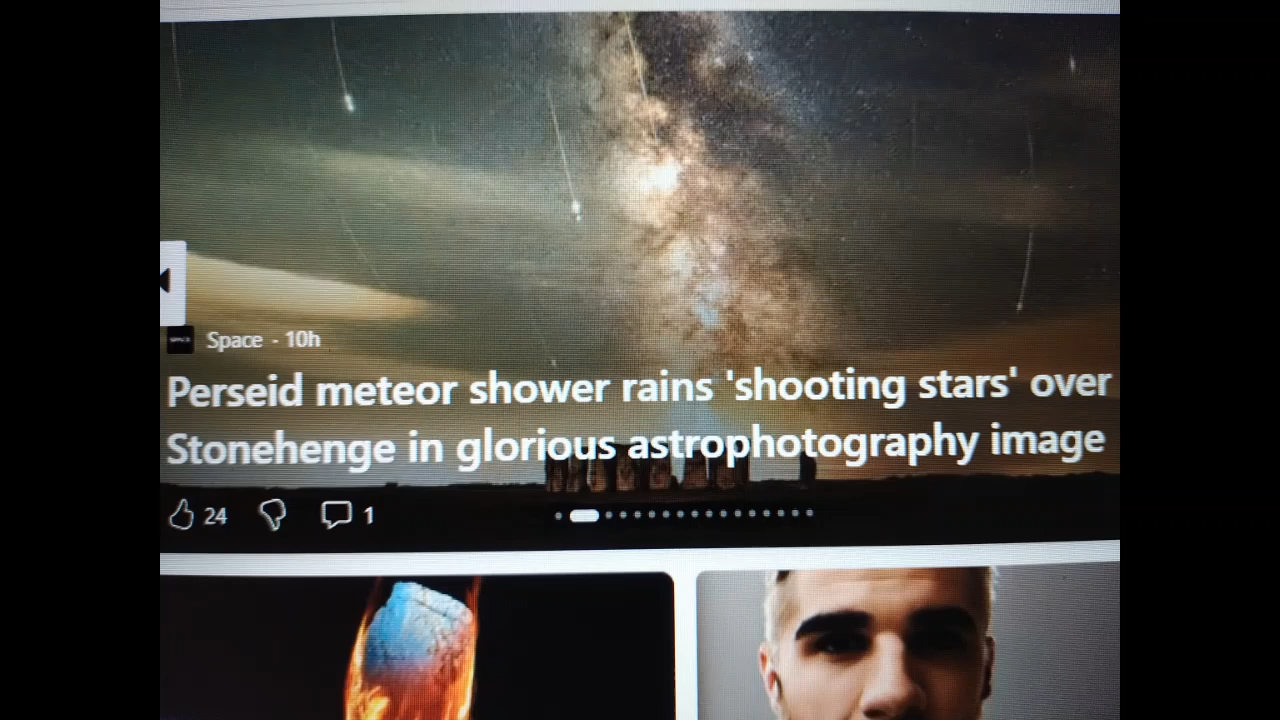 Space · 10h
Perseid meteor shower rains 'shooting stars' over
Stonehenge in glorious astrophotography image
24 1